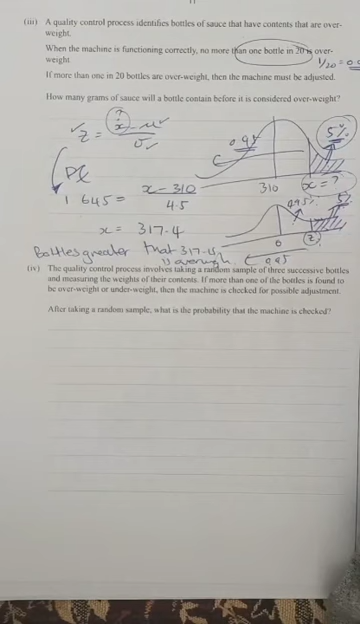 (iii) A quality control process identifies bottles of sauce that have contents that are over-
weight.
When the machine is functioning correctly, no more than one bottle in 20 is over-
weight.
1/20 =
If more than one in 20 bottles are over-weight, then the machine must be adjusted.
How many grams of sauce will a bottle contain before it is considered over-weight?
z = x - μ / σ
0.95
5%
310
x = ?
1.645 = x - 310 / 4.5
0.45
5%
x = 317.4
0
z
Bottles greater that 317.4
is overweigh.
0.95
(iv) The quality control process involves taking a random sample of three successive bottles
and measuring the weights of their contents. If more than one of the bottles is found to
be over-weight or under-weight, then the machine is checked for possible adjustment.
After taking a random sample, what is the probability that the machine is checked?